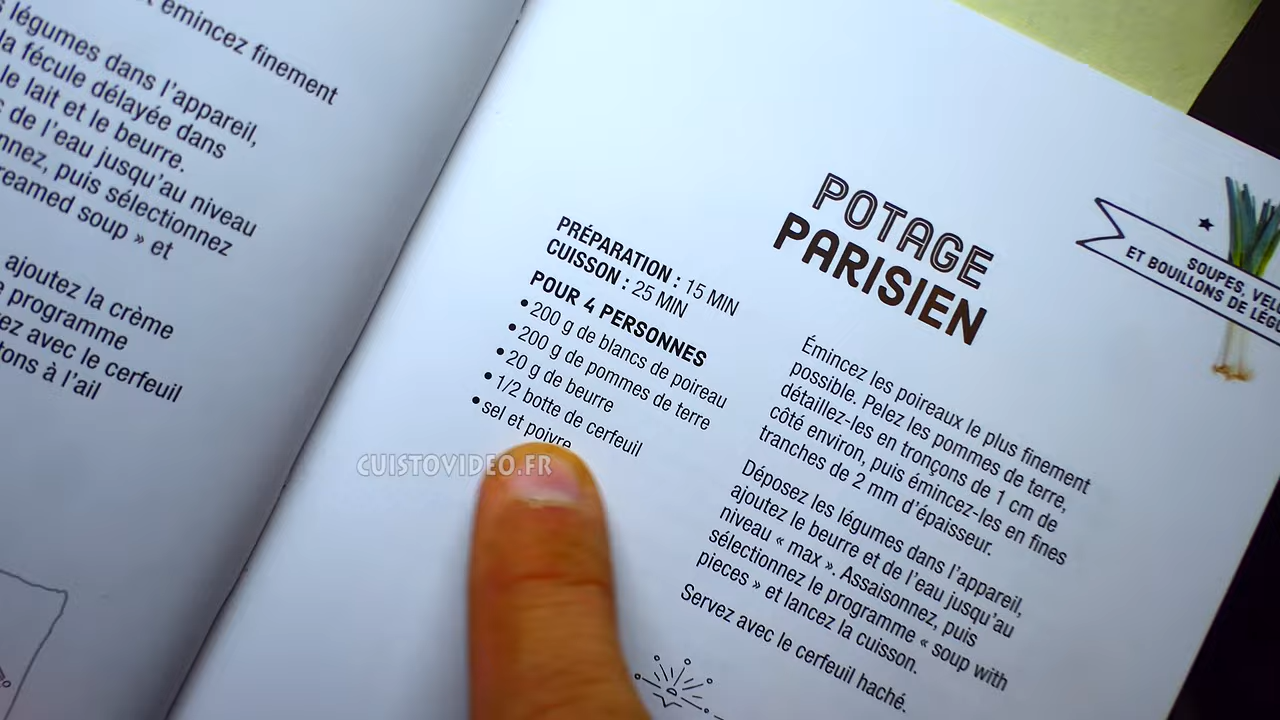 émincez finement
légumes dans l'appareil,
la fécule délayée dans
le lait et le beurre.
de l'eau jusqu'au niveau
puis sélectionnez
soup » et
ajoutez la crème
programme
avec le cerfeuil
à l'ail
POTAGE
PARISIEN
SOUPES,
ET BOUILLONS DE
PRÉPARATION : 15 MIN
CUISSON : 25 MIN
POUR 4 PERSONNES
• 200 g de blancs de poireau
• 200 g de pommes de terre
• 20 g de beurre
• 1/2 botte de cerfeuil
• sel et poivre
Émincez les poireaux le plus finement
possible. Pelez les pommes de terre,
détaillez-les en tronçons de 1 cm de
côté environ, puis émincez-les en fines
tranches de 2 mm d'épaisseur.
Déposez les légumes dans l'appareil,
ajoutez le beurre et de l'eau jusqu'au
niveau « max ». Assaisonnez, puis
sélectionnez le programme « soup with
pieces » et lancez la cuisson.
Servez avec le cerfeuil haché.
CUISTOVIDEO.FR